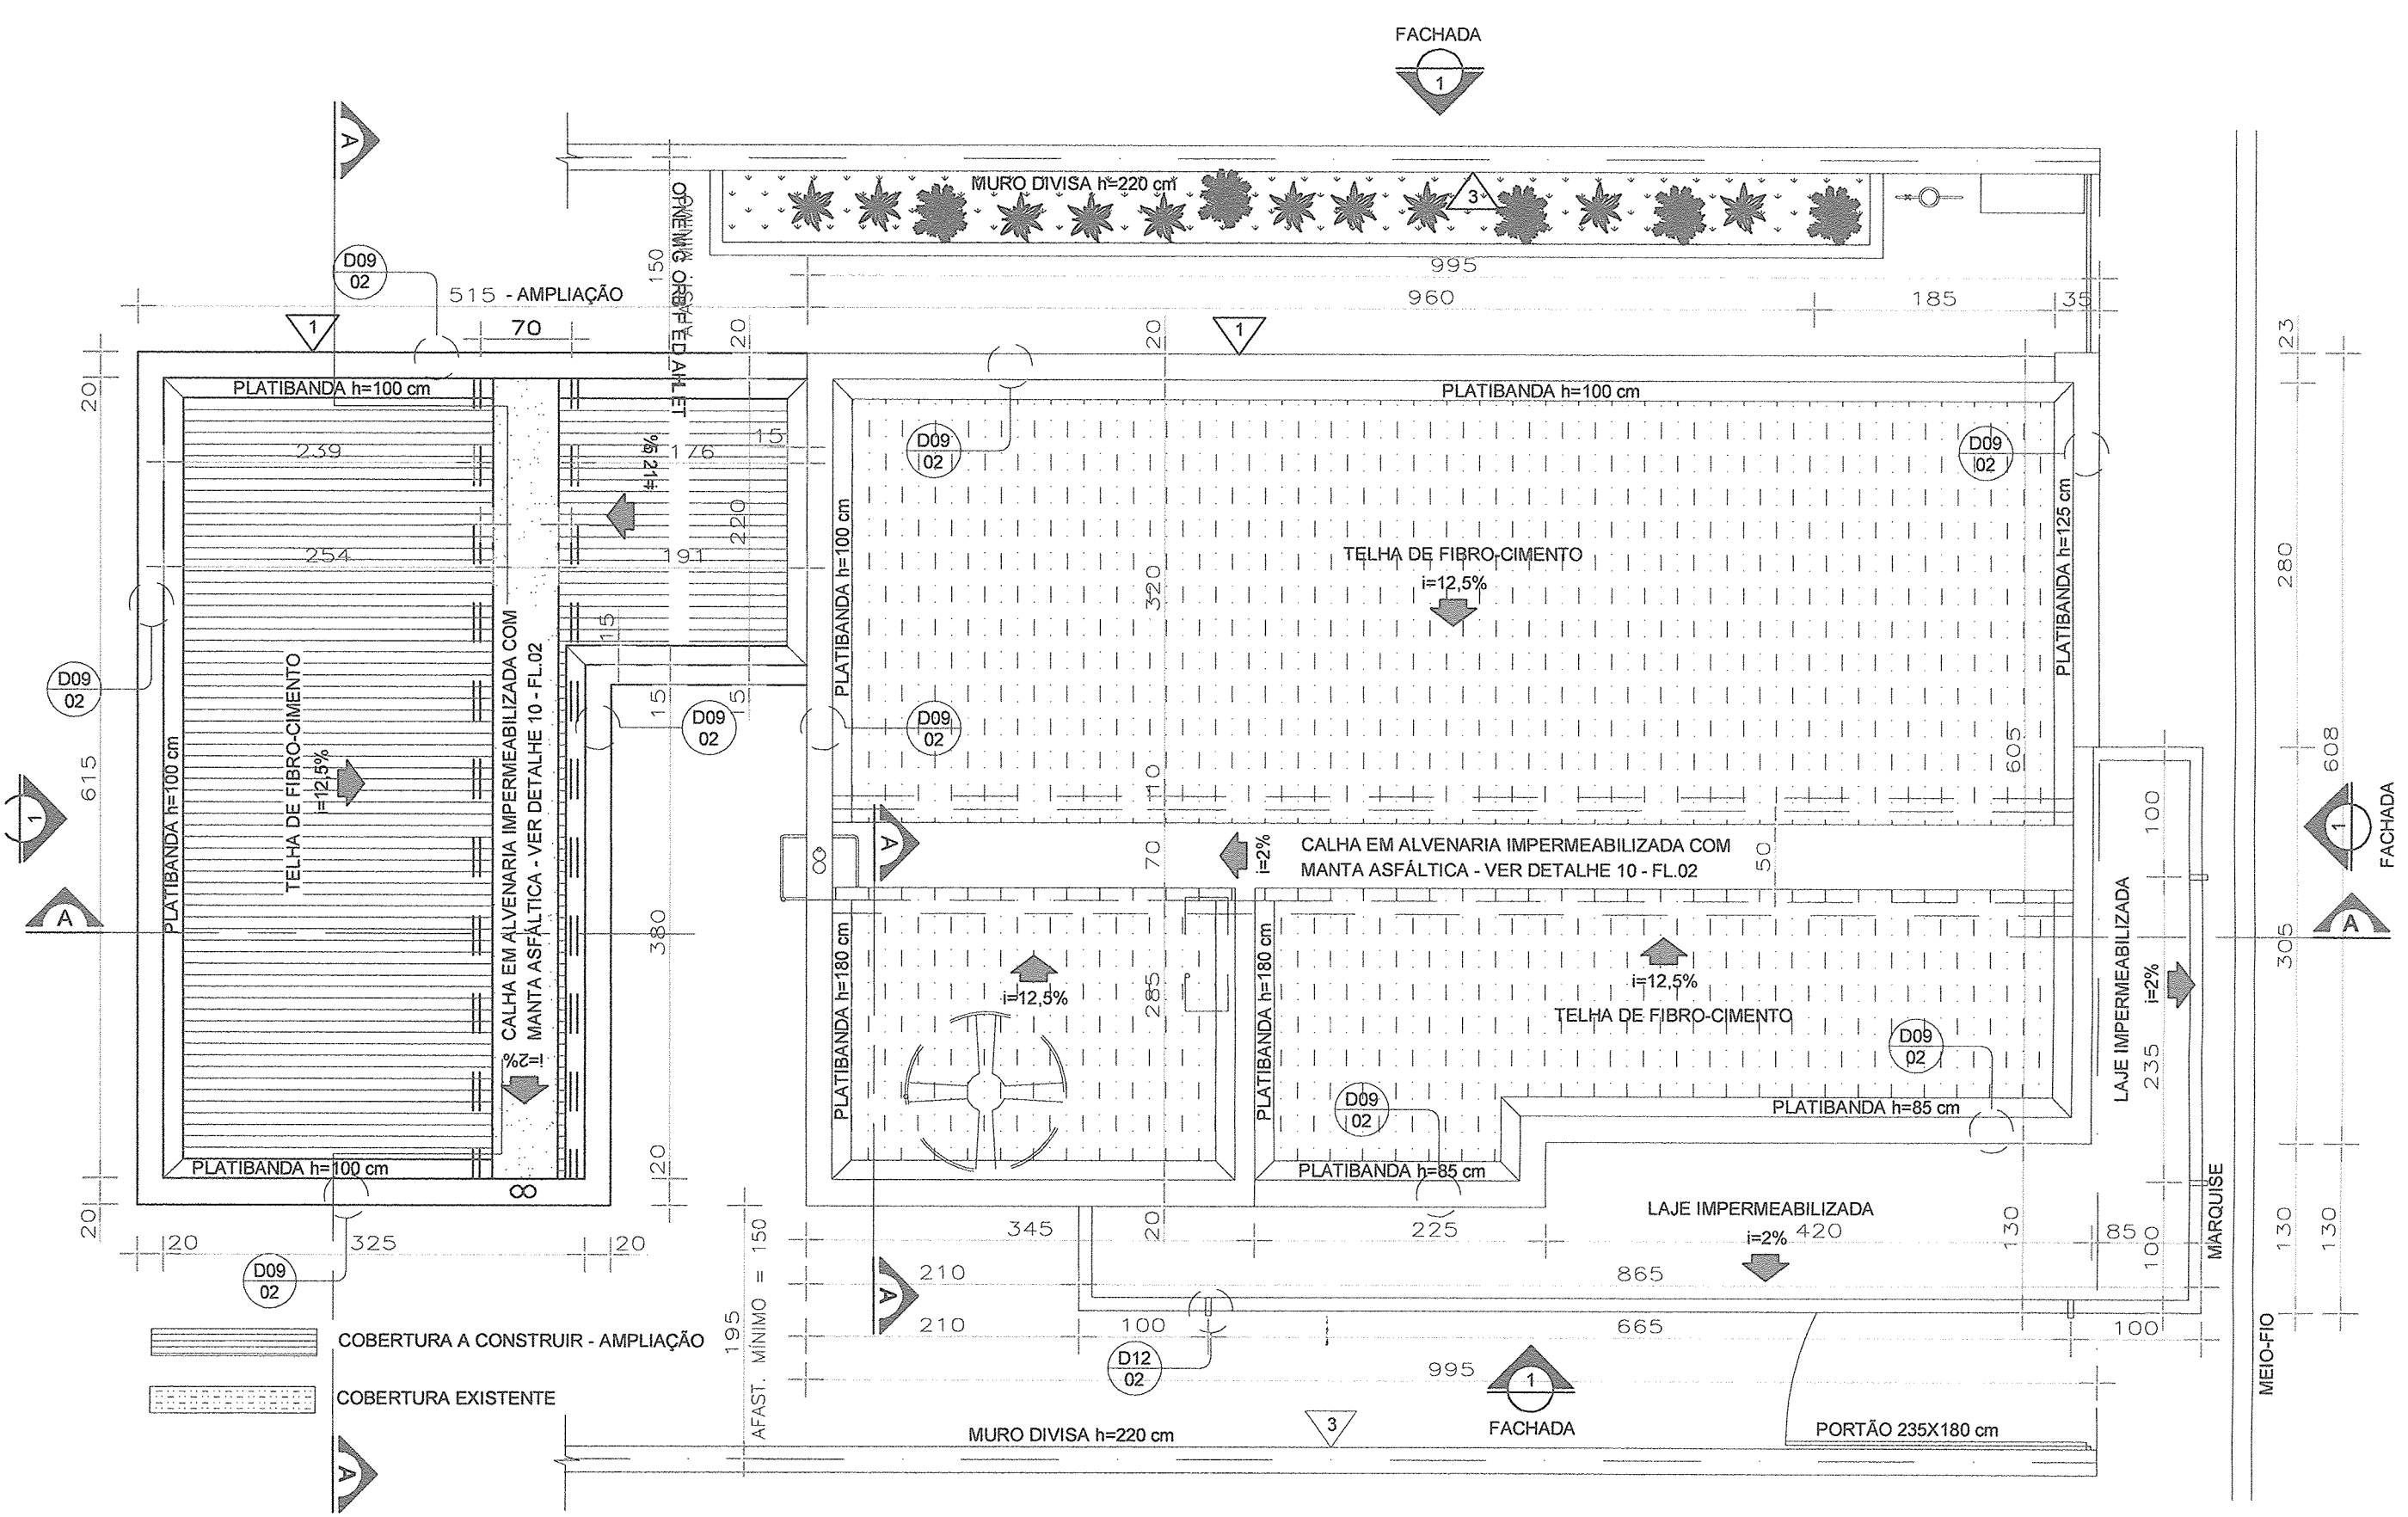 FACHADA
1
A
MURO DIVISA h=220 cm
3
D09
02
150
995
515 - AMPLIAÇÃO
960
185
35
70
1
20
20
1
23
20
PLATIBANDA h=100 cm
PLATIBANDA h=100 cm
239
15
176
D09
02
D09
02
254
191
220
PLATIBANDA h=100 cm
320
TELHA DE FIBRO-CIMENTO
i=12,5%
PLATIBANDA h=125 cm
280
15
D09
02
15
15
D09
02
D09
02
615
PLATIBANDA h=100 cm
TELHA DE FIBRO-CIMENTO
i=12,5%
CALHA EM ALVENARIA IMPERMEABILIZADA COM
MANTA ASFÁLTICA - VER DETALHE 10 - FL.02
i=2%
10
605
608
1
A
70
i=2%
CALHA EM ALVENARIA IMPERMEABILIZADA COM
MANTA ASFÁLTICA - VER DETALHE 10 - FL.02
50
100
1
FACHADA
A
380
PLATIBANDA h=180 cm
i=12,5%
285
PLATIBANDA h=180 cm
i=12,5%
TELHA DE FIBRO-CIMENTO
LAJE IMPERMEABILIZADA
i=2%
235
305
A
D09
02
D09
02
PLATIBANDA h=85 cm
PLATIBANDA h=100 cm
120
PLATIBANDA h=85 cm
20
20
325
20
D09
02
345
20
225
LAJE IMPERMEABILIZADA
i=2%
420
130
85
100
MARQUISE
130
130
210
865
A
210
100
665
100
195
AFAST. MÍNIMO = 150
COBERTURA A CONSTRUIR - AMPLIAÇÃO
D12
02
995
1
FACHADA
MEIO-FIO
COBERTURA EXISTENTE
MURO DIVISA h=220 cm
3
PORTÃO 235X180 cm
A